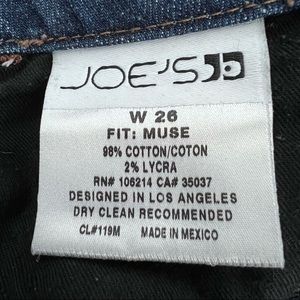 JOE'S
W 26
FIT: MUSE
98% COTTON/COTON
2% LYCRA
RN# 106214 CA# 35037
DESIGNED IN LOS ANGELES
DRY CLEAN RECOMMENDED
CL#119M MADE IN MEXICO